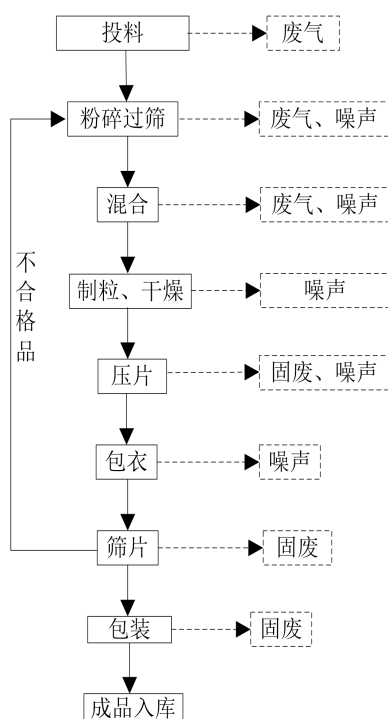 投料
废气
粉碎过筛
废气、噪声
混合
废气、噪声
不合格品
制粒、干燥
噪声
压片
固废、噪声
包衣
噪声
筛片
固废
包装
固废
成品入库